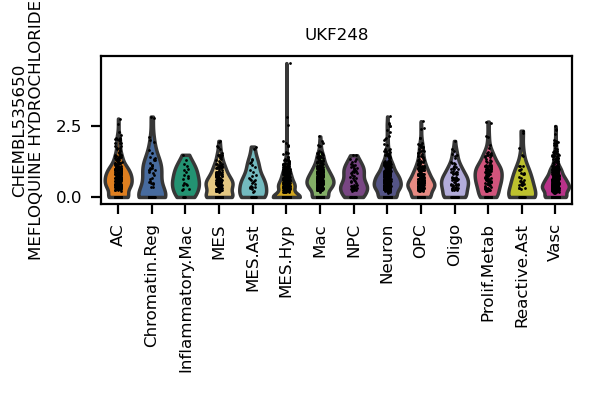 UKF248
CHEMBL535650
MEFLOQUINE HYDROCHLORIDE
2.5
0.0
AC
Chromatin.Reg
Inflammatory.Mac
MES
MES.Ast
MES.Hyp
Mac
NPC
Neuron
OPC
Oligo
Prolif.Metab
Reactive.Ast
Vasc